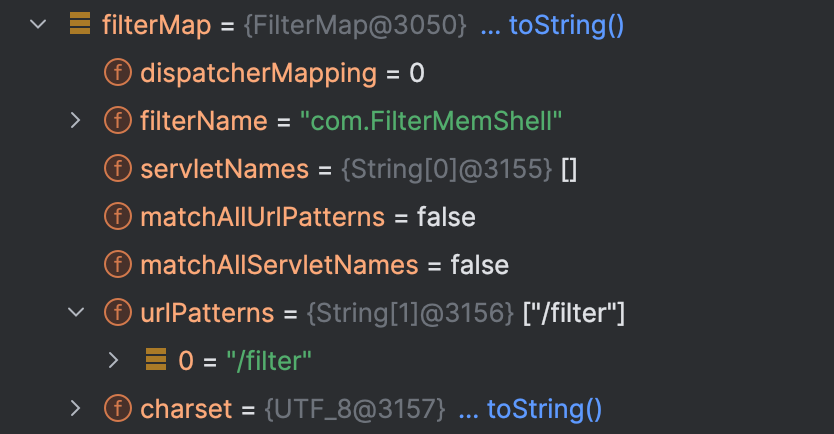 filterMap = {FilterMap@3050} ... toString()
f dispatcherMapping = 0
f filterName = "com.FilterMemShell"
f servletNames = {String[0]@3155} []
f matchAllUrlPatterns = false
f matchAllServletNames = false
f urlPatterns = {String[1]@3156} ["/filter"]
0 = "/filter"
f charset = {UTF_8@3157} ... toString()